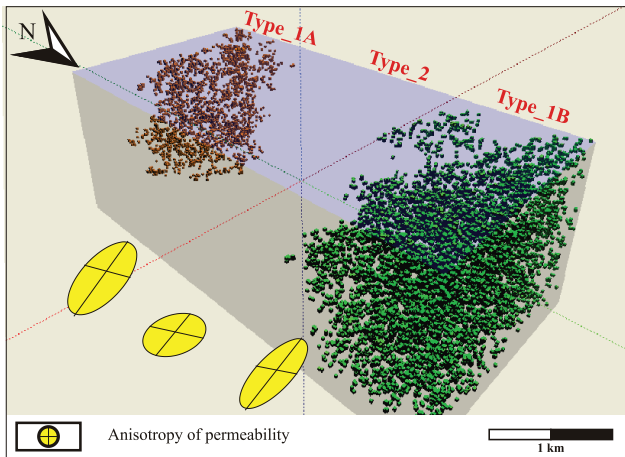 N
Type_1A
Type_2
Type_1B
Anisotropy of permeability
1 km